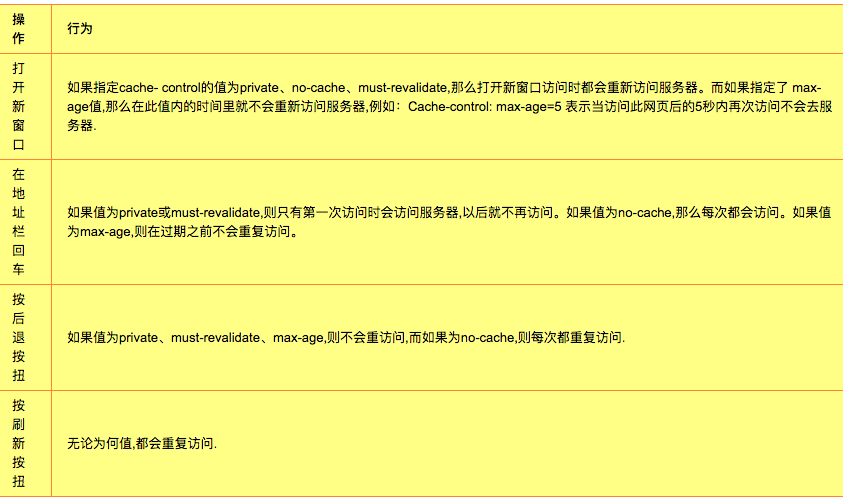 操
作
行为
打
开
新
窗
口
如果指定cache- control的值为private、no-cache、must-revalidate,那么打开新窗口访问时都会重新访问服务器。而如果指定了 max-
age值,那么在此值内的时间里就不会重新访问服务器,例如：Cache-control: max-age=5 表示当访问此网页后的5秒内再次访问不会去服
务器.
在
地
址
栏
回
车
如果值为private或must-revalidate,则只有第一次访问时会访问服务器,以后就不再访问。如果值为no-cache,那么每次都会访问。如果值
为max-age,则在过期之前不会重复访问。
按
后
退
按
扭
如果值为private、must-revalidate、max-age,则不会重访问,而如果为no-cache,则每次都重复访问.
按
刷
新
按
扭
无论为何值,都会重复访问.